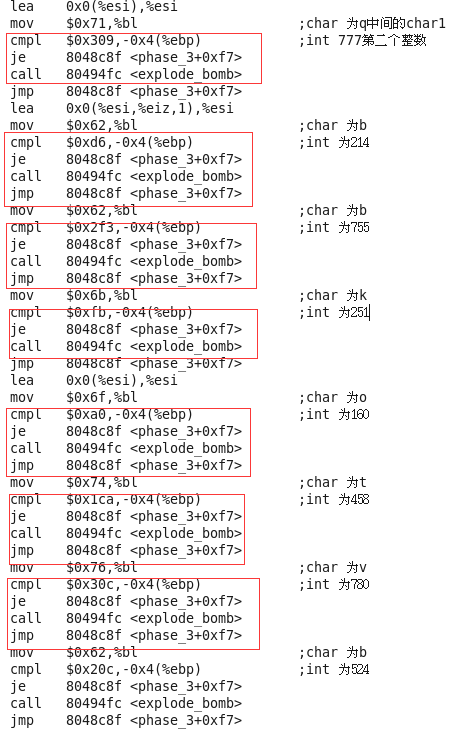 lea 0x0(%esi),%esi
mov $0x71,%bl ;char 为q中间的char1
cmpl $0x309,-0x4(%ebp) ;int 777第二个整数
je 8048c8f <phase_3+0xf7>
call 80494fc <explode_bomb>
jmp 8048c8f <phase_3+0xf7>
lea 0x0(%esi,%eiz,1),%esi
mov $0x62,%bl ;char 为b
cmpl $0xd6,-0x4(%ebp) ;int 为214
je 8048c8f <phase_3+0xf7>
call 80494fc <explode_bomb>
jmp 8048c8f <phase_3+0xf7>
mov $0x62,%bl ;char 为b
cmpl $0x2f3,-0x4(%ebp) ;int 为755
je 8048c8f <phase_3+0xf7>
call 80494fc <explode_bomb>
jmp 8048c8f <phase_3+0xf7>
mov $0x6b,%bl ;char 为k
cmpl $0xfb,-0x4(%ebp) ;int 为251
je 8048c8f <phase_3+0xf7>
call 80494fc <explode_bomb>
jmp 8048c8f <phase_3+0xf7>
lea 0x0(%esi),%esi
mov $0x6f,%bl ;char 为o
cmpl $0xa0,-0x4(%ebp) ;int 为160
je 8048c8f <phase_3+0xf7>
call 80494fc <explode_bomb>
jmp 8048c8f <phase_3+0xf7>
mov $0x74,%bl ;char 为t
cmpl $0x1ca,-0x4(%ebp) ;int 为458
je 8048c8f <phase_3+0xf7>
call 80494fc <explode_bomb>
jmp 8048c8f <phase_3+0xf7>
mov $0x76,%bl ;char 为v
cmpl $0x30c,-0x4(%ebp) ;int 为780
je 8048c8f <phase_3+0xf7>
call 80494fc <explode_bomb>
jmp 8048c8f <phase_3+0xf7>
mov $0x62,%bl ;char 为b
cmpl $0x20c,-0x4(%ebp) ;int 为524
je 8048c8f <phase_3+0xf7>
call 80494fc <explode_bomb>
jmp 8048c8f <phase_3+0xf7>